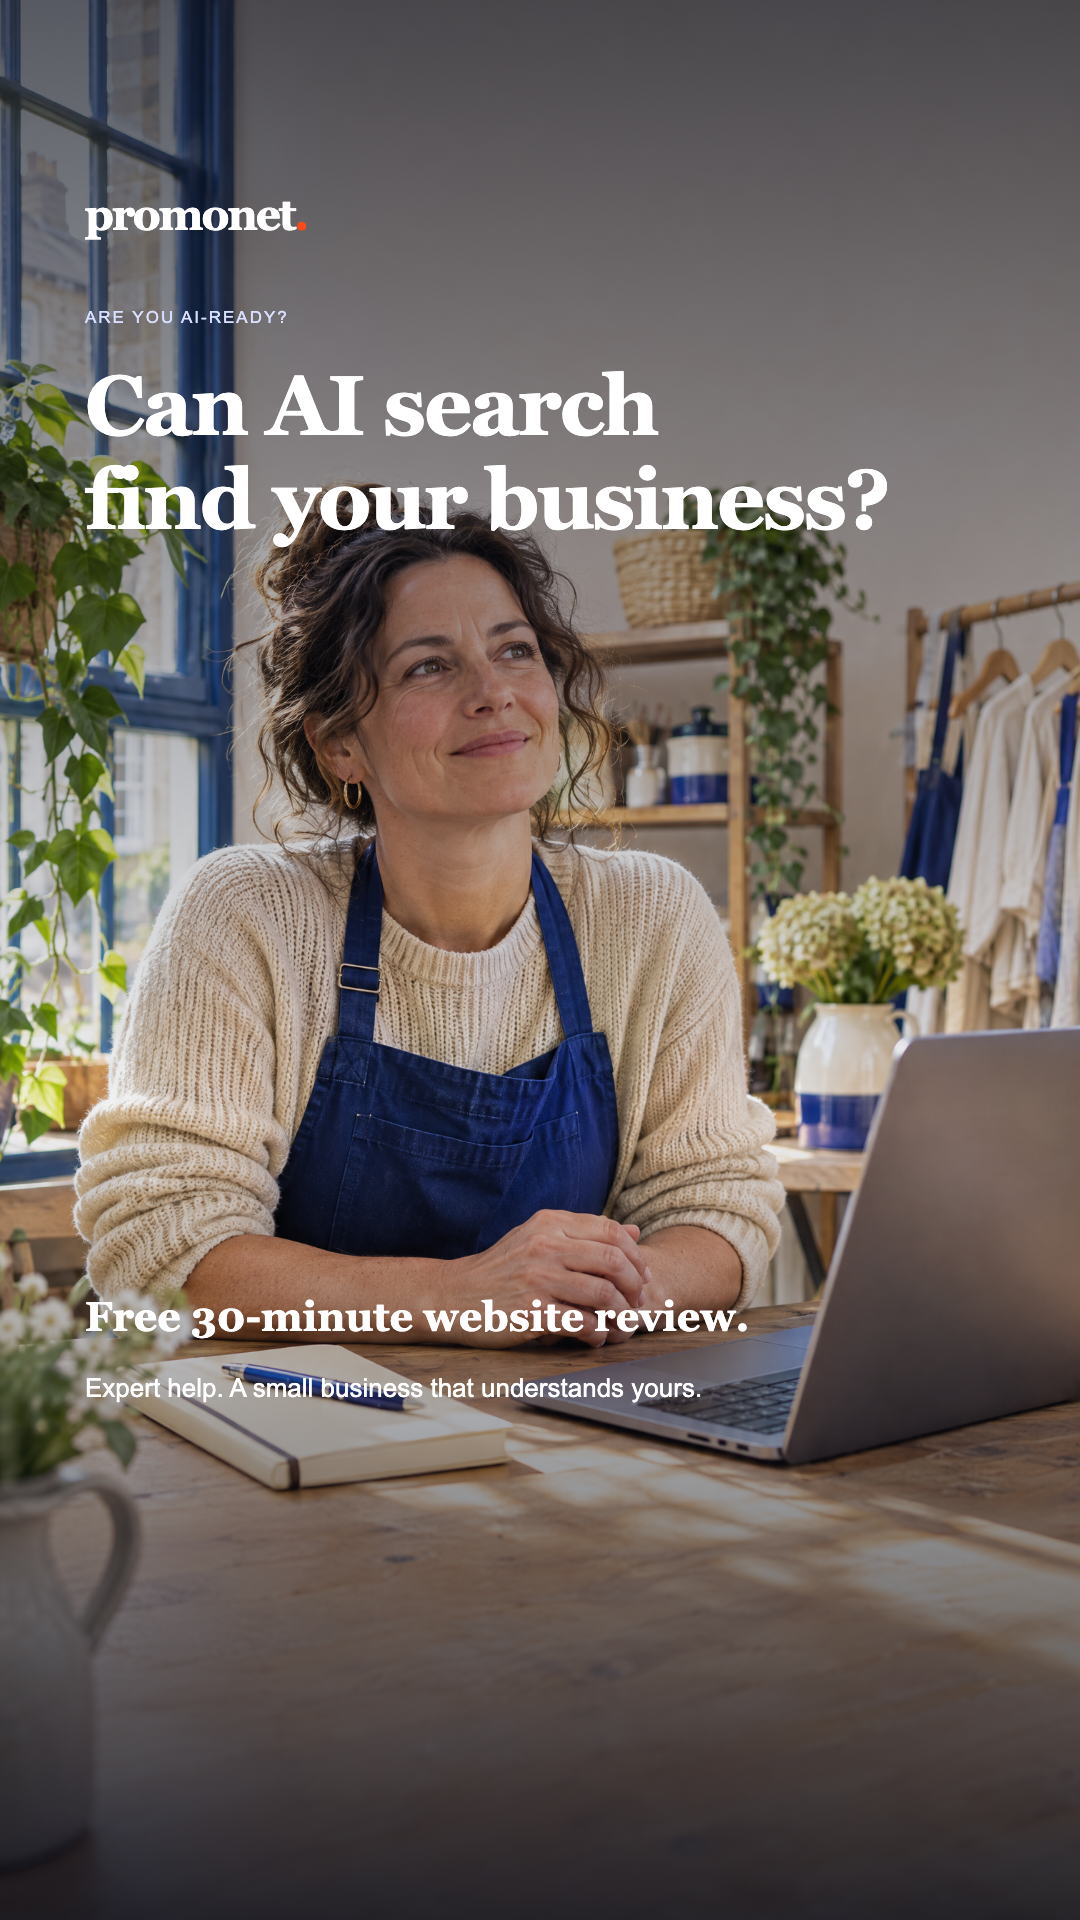 promonet.
ARE YOU AI-READY?
Can AI search
find your business?
Free 30-minute website review.
Expert help. A small business that understands yours.